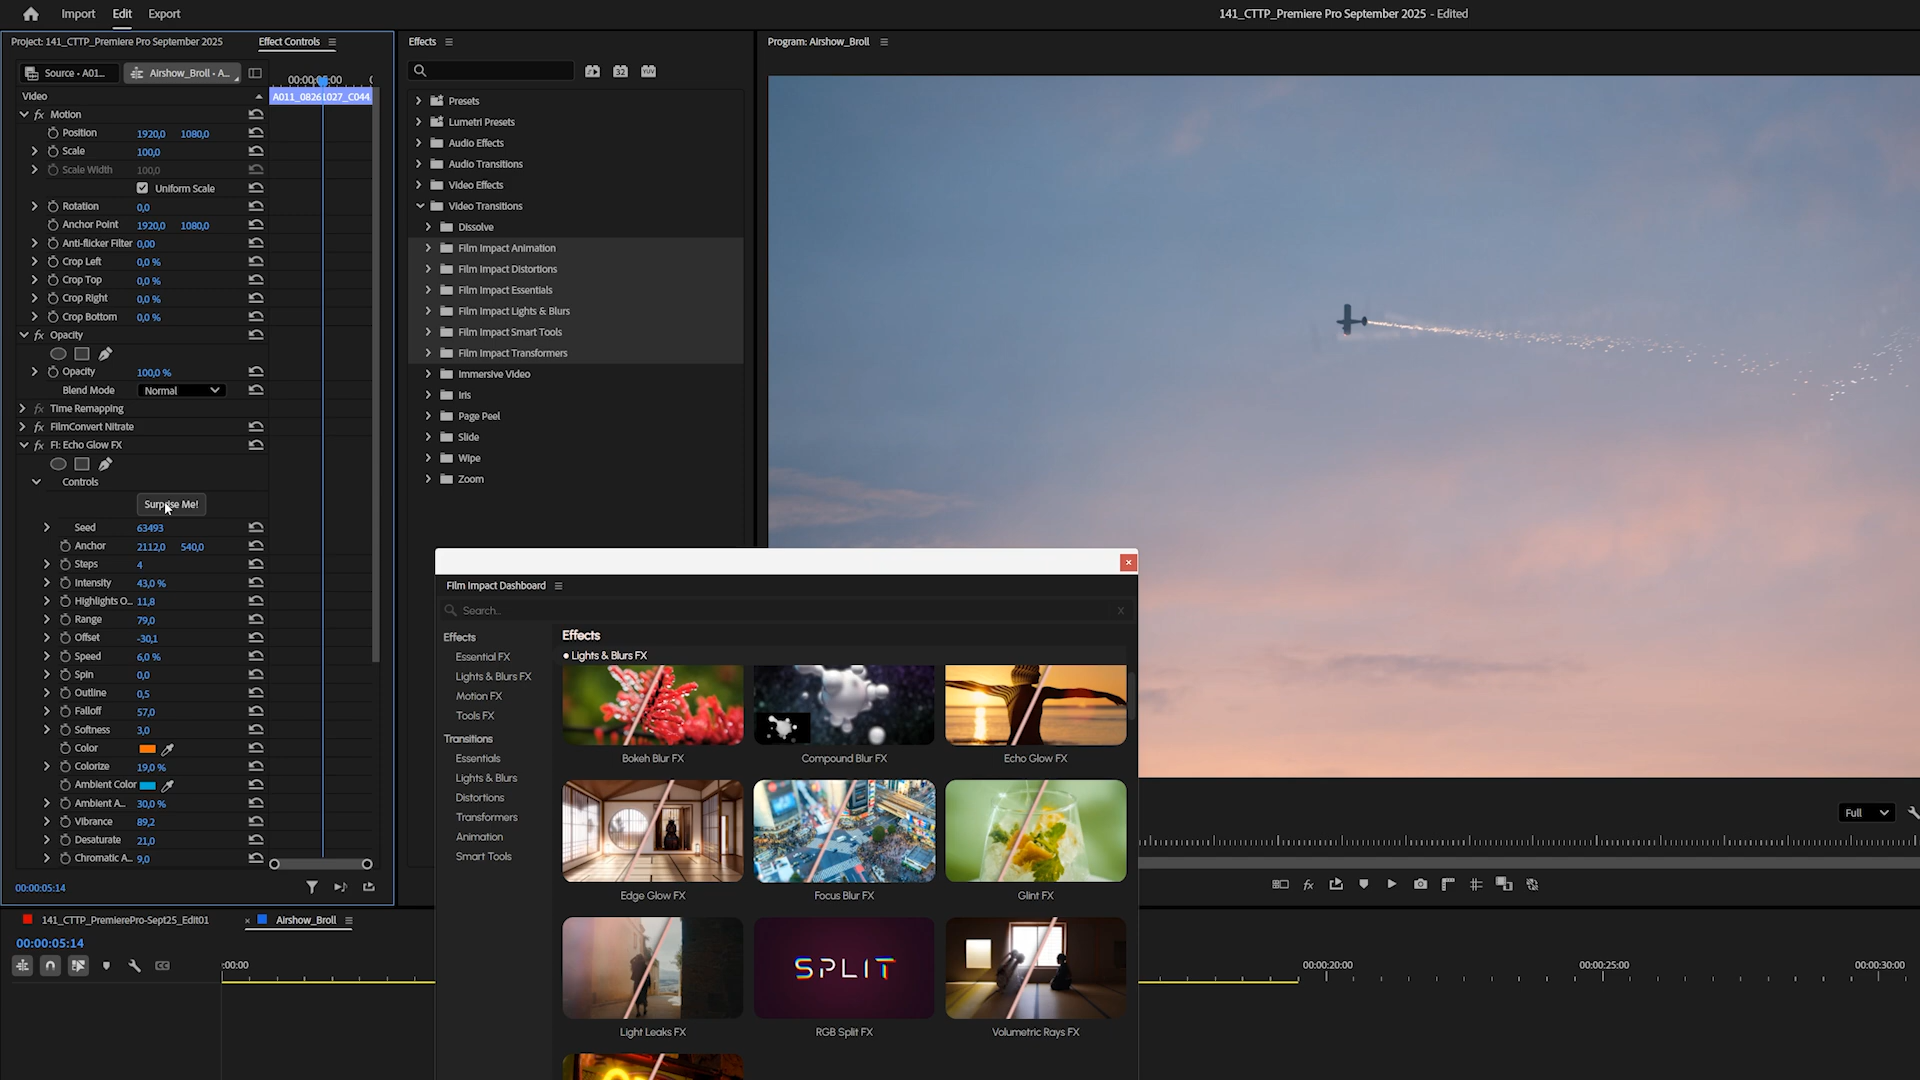 Import Edit Export
141_CTTP_Premiere Pro September 2025 - Edited
Project: 141_CTTP_Premiere Pro September 2025
Effect Controls
Source • A01...
Airshow_Broll • A...
00:00:05:00
Video
A011_08261027_C044
Motion
Position 1920,0 1080,0
Scale 100,0
Scale Width 100,0
Uniform Scale
Rotation 0,0
Anchor Point 1920,0 1080,0
Anti-flicker Filter 0,00
Crop Left 0,0 %
Crop Top 0,0 %
Crop Right 0,0 %
Crop Bottom 0,0 %
fx Opacity
Opacity 100,0 %
Blend Mode Normal
fx Time Remapping
fx FilmConvert Nitrate
fx FI: Echo Glow FX
Controls
Surprise Me!
Seed 63493
Anchor 2112,0 540,0
Steps 4
Intensity 43,0 %
Highlights O... 11,8
Range 79,0
Offset -30,1
Speed 6,0 %
Spin 0,0
Outline 0,5
Falloff 57,0
Softness 3,0
Color
Colorize 19,0 %
Ambient Color
Ambient A... 30,0 %
Vibrance 89,2
Desaturate 21,0
Chromatic A... 9,0
00:00:05:14
Effects
32 YUV
Presets
Lumetri Presets
Audio Effects
Audio Transitions
Video Effects
Video Transitions
Dissolve
Film Impact Animation
Film Impact Distortions
Film Impact Essentials
Film Impact Lights & Blurs
Film Impact Smart Tools
Film Impact Transformers
Immersive Video
Iris
Page Peel
Slide
Wipe
Zoom
Program: Airshow_Broll
Full
Film Impact Dashboard
Search... X
Effects
Essential FX
Lights & Blurs FX
Motion FX
Tools FX
Transitions
Essentials
Lights & Blurs
Distortions
Transformers
Animation
Smart Tools
Effects
• Lights & Blurs FX
Bokeh Blur FX
Compound Blur FX
Echo Glow FX
Edge Glow FX
Focus Blur FX
Glint FX
SPLIT
Light Leaks FX
RGB Split FX
Volumetric Rays FX
141_CTTP_PremierePro-Sept25_Edit01
× Airshow_Broll
00:00:05:14
CC
:00:00
00:00:20:00
00:00:25:00
00:00:30:00